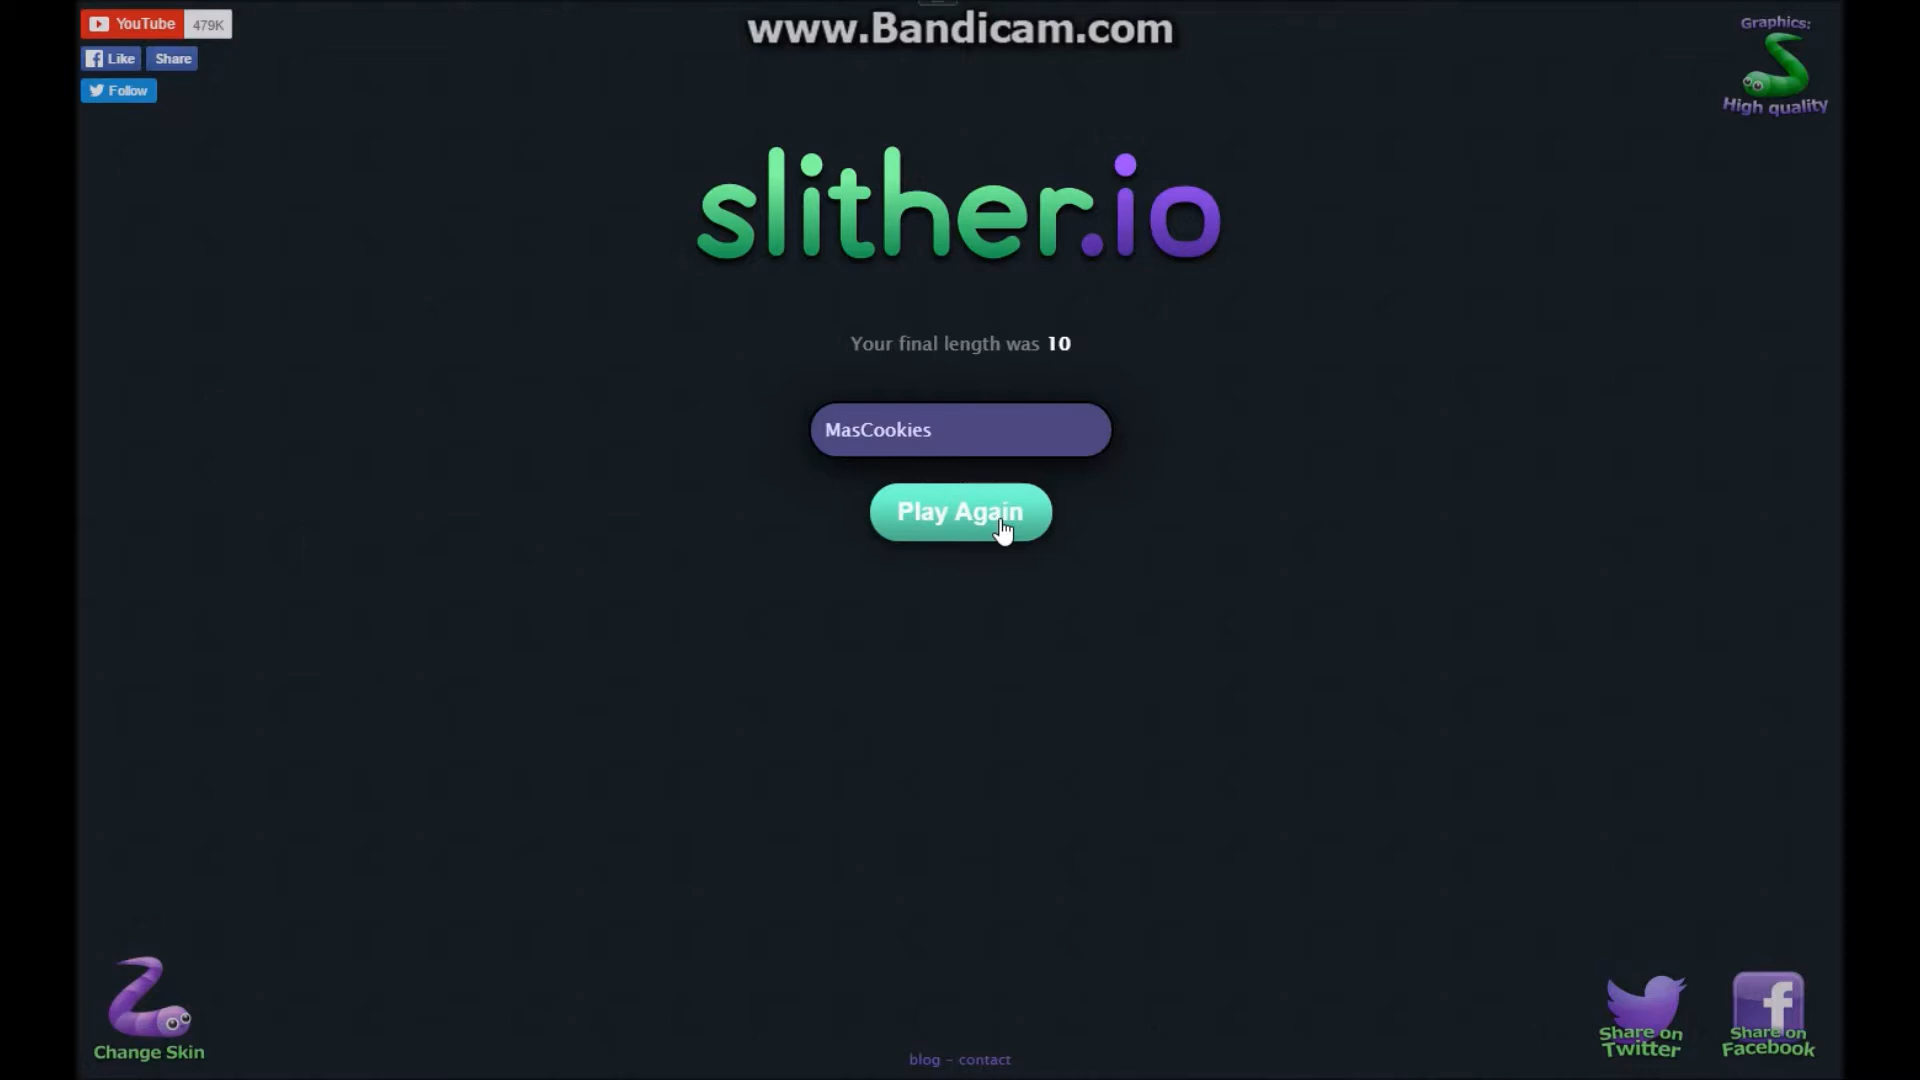 www.Bandicam.com
YouTube 479K
Like Share
Follow
Graphics:
High quality
slither.io
Your final length was 10
MasCookies
Play Again
Change Skin
blog - contact
Share on
Twitter
Share on
Facebook